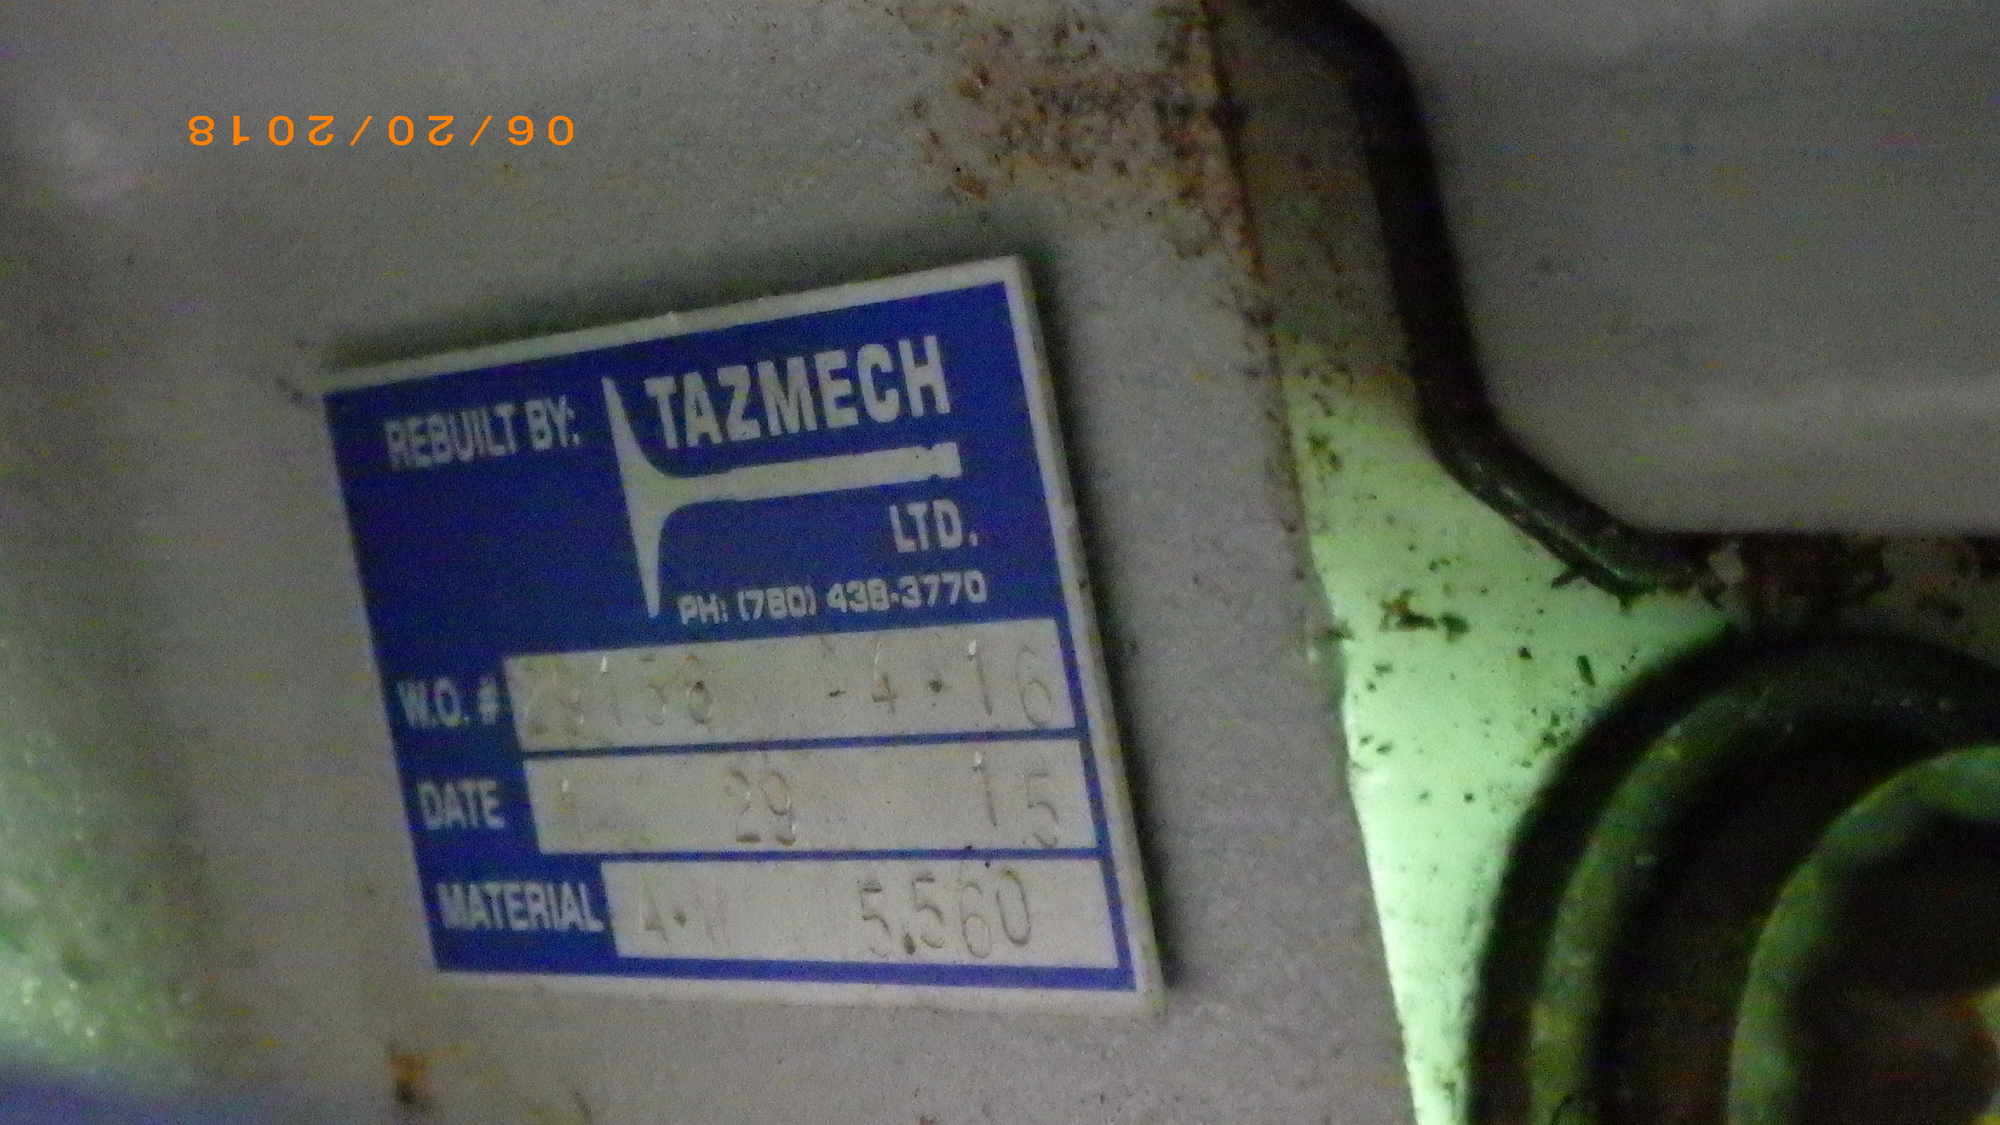 06/20/2018
REBUILT BY: TAZMECH
LTD.
PH: (780) 438-3770
W.O. # -4-16
DATE 29 15
MATERIAL 5.560